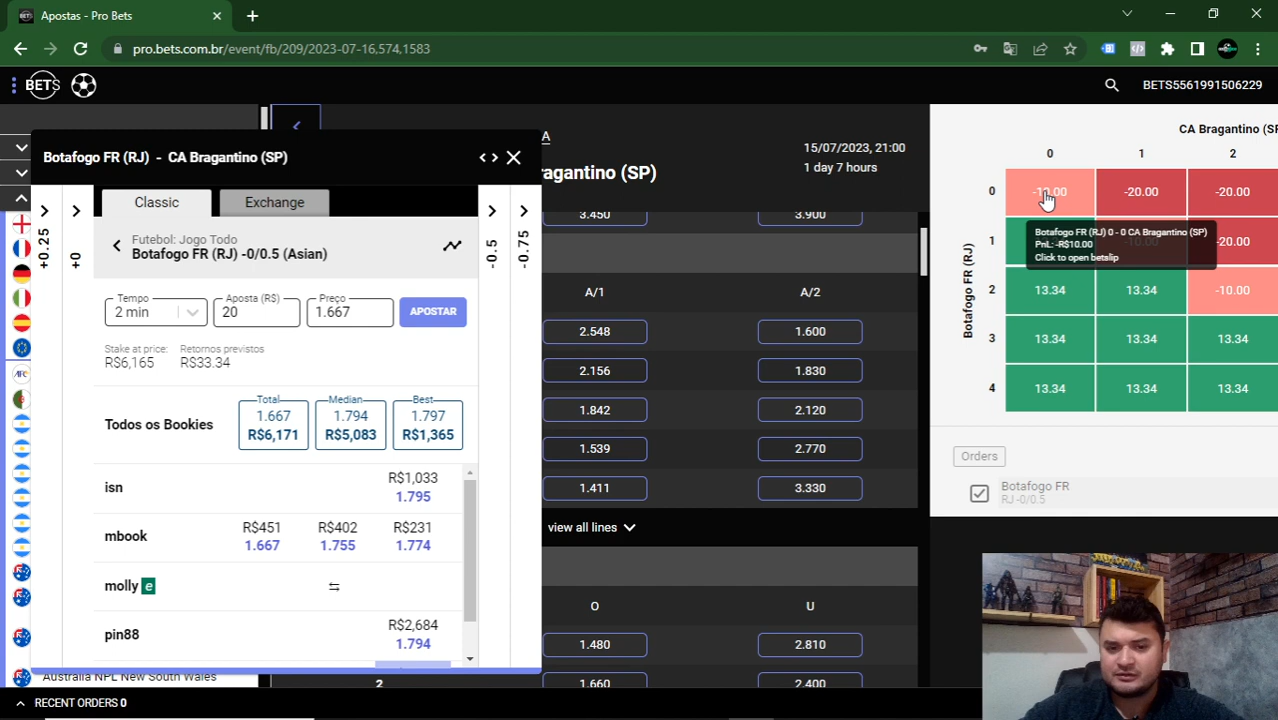 Apostas - Pro Bets
pro.bets.com.br/event/fb/209/2023-07-16,574,1583
BETS
BETS5561991506229
Botafogo FR (RJ) - CA Bragantino (SP)
A
ragantino (SP)
15/07/2023, 21:00
1 day 7 hours
CA Bragantino (SP
0 1 2
Classic Exchange
Futebol: Jogo Todo
Botafogo FR (RJ) -0/0.5 (Asian)
+0.25
+0
-0.5
-0.75
Tempo
2 min
Aposta (R$)
20
Preço
1.667
APOSTAR
Stake at price:
R$6,165
Retornos previstos
R$33.34
Todos os Bookies
Total
1.667
R$6,171
Median
1.794
R$5,083
Best
1.797
R$1,365
isn
R$1,033
1.795
mbook
R$451 R$402 R$231
1.667 1.755 1.774
molly e
pin88
R$2,684
1.794
3.450 3.900
A/1 A/2
2.548 1.600
2.156 1.830
1.842 2.120
1.539 2.770
1.411 3.330
view all lines
O U
1.480 2.810
1.660 2.400
2
Botafogo FR (RJ)
0 -10.00 -20.00 -20.00
1 -10.00 -20.00
2 13.34 13.34 -10.00
3 13.34 13.34 13.34
4 13.34 13.34 13.34
Botafogo FR (RJ) 0 - 0 CA Bragantino (SP)
PnL: -R$10.00
Click to open betslip
Orders
Botafogo FR
RJ -0/0.5
Australia NPL New South Wales
RECENT ORDERS 0